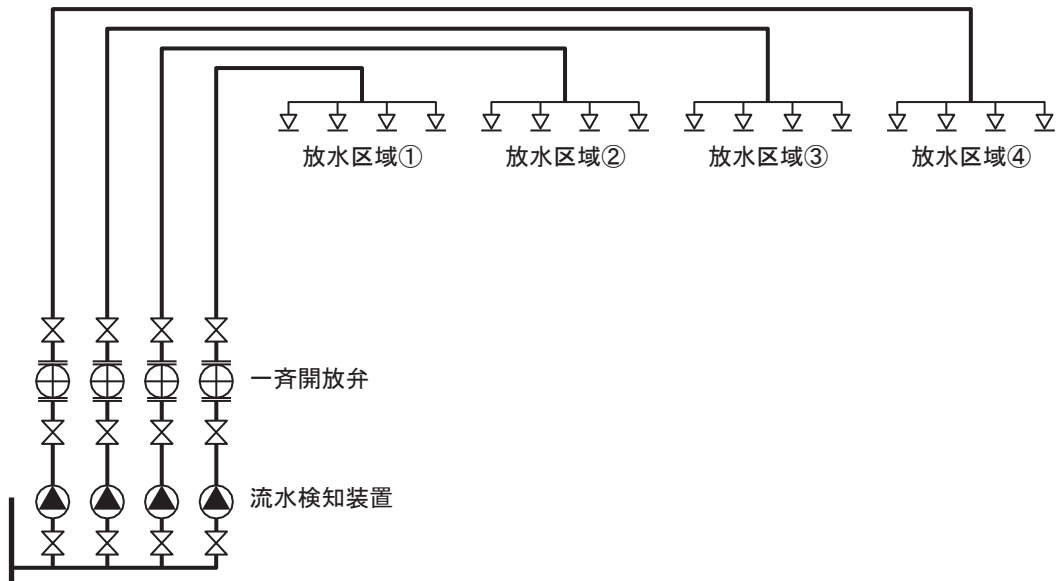 放水区域①
放水区域②
放水区域③
放水区域④
一斉開放弁
流水検知装置